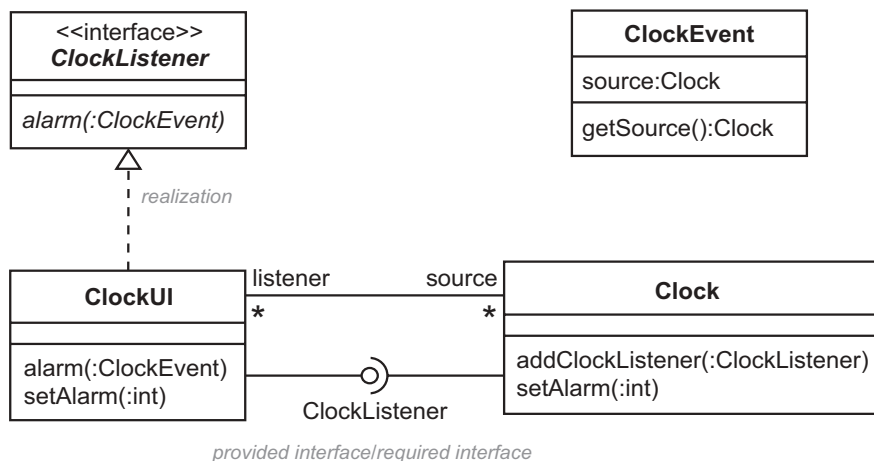 <<interface>>
ClockListener
alarm(:ClockEvent)
ClockEvent
source:Clock
getSource():Clock
realization
ClockUI
alarm(:ClockEvent)
setAlarm(:int)
listener
source
*
*
ClockListener
Clock
addClockListener(:ClockListener)
setAlarm(:int)
provided interface/required interface